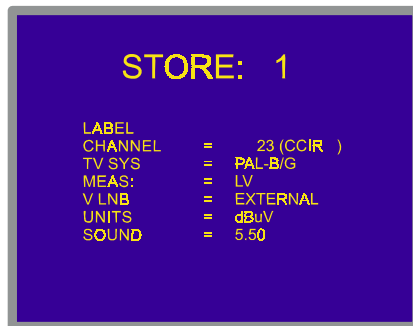 STORE: 1
LABEL
CHANNEL = 23 (CCIR )
TV SYS = PAL-B/G
MEAS: = LV
V LNB = EXTERNAL
UNITS = dBuV
SOUND = 5.50